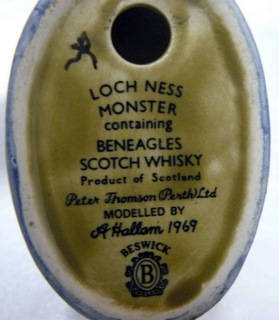 LOCH NESS
MONSTER
containing
BENEAGLES
SCOTCH WHISKY
Product of Scotland
Peter Thomson (Perth) Ltd
MODELLED BY
A Hallam 1969
BESWICK
B